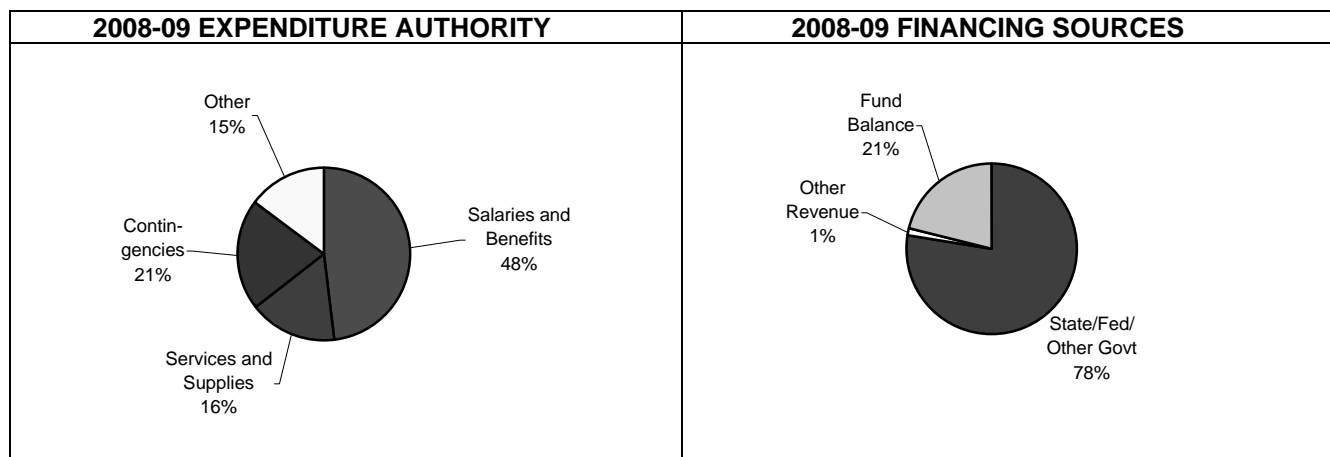 2008-09 EXPENDITURE AUTHORITY
Other
15%
Contin-
gencies
21%
Salaries and
Benefits
48%
Services and
Supplies
16%
2008-09 FINANCING SOURCES
Fund
Balance
21%
Other
Revenue
1%
State/Fed/
Other Govt
78%